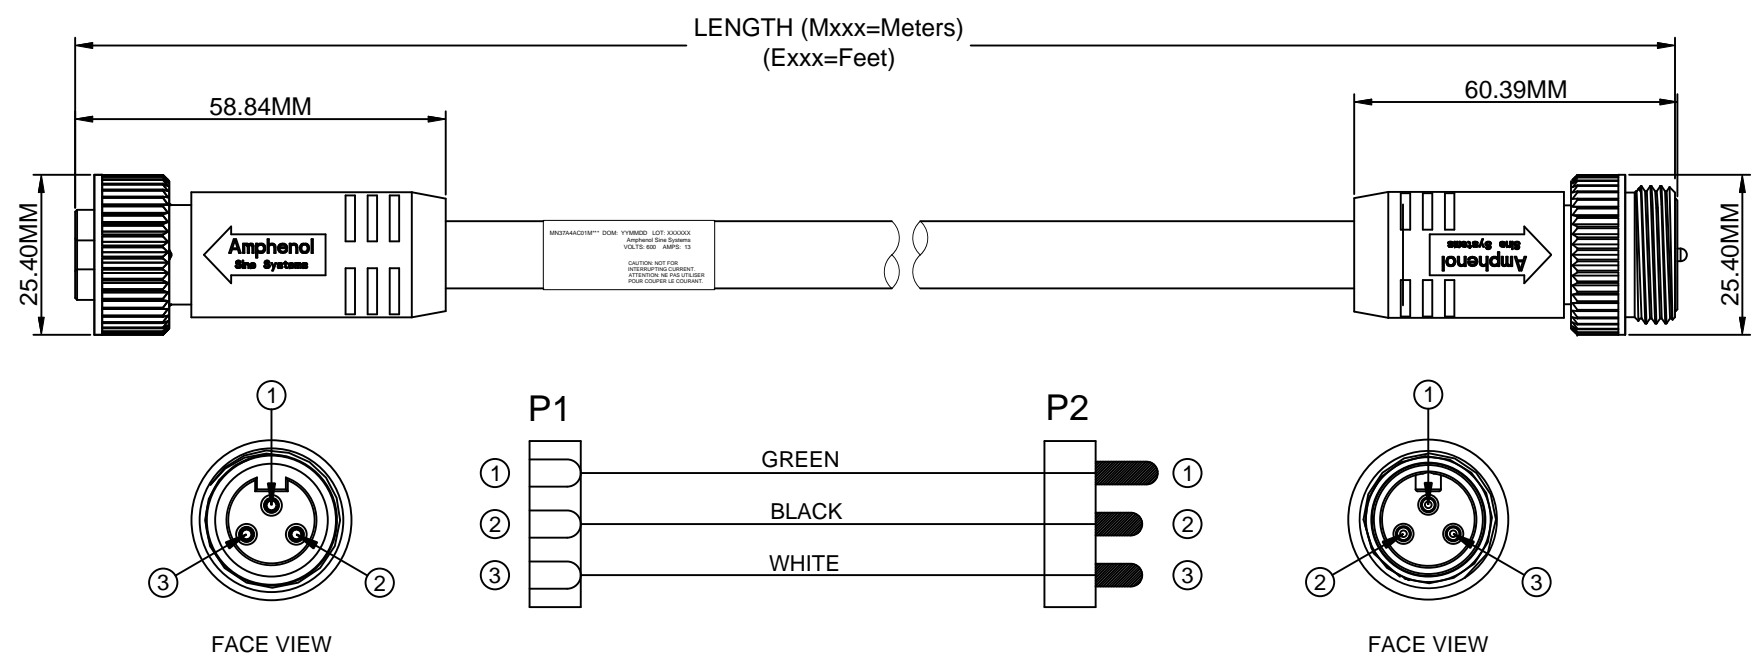 LENGTH (Mxxx=Meters)
(Exxx=Feet)
58.84MM
60.39MM
25.40MM
25.40MM
Amphenol
Sine Systems
MN37A4AC01M*** DOM: YYMMDD LOT: XXXXXX
Amphenol Sine Systems
VOLTS: 600 AMPS: 13
CAUTION: NOT FOR
INTERRUPTING CURRENT.
ATTENTION: NE PAS UTILISER
POUR COUPER LE COURANT.
Amphenol
Sine Systems
1
3
2
FACE VIEW
P1
P2
1
GREEN
1
2
BLACK
2
3
WHITE
3
1
2
3
FACE VIEW